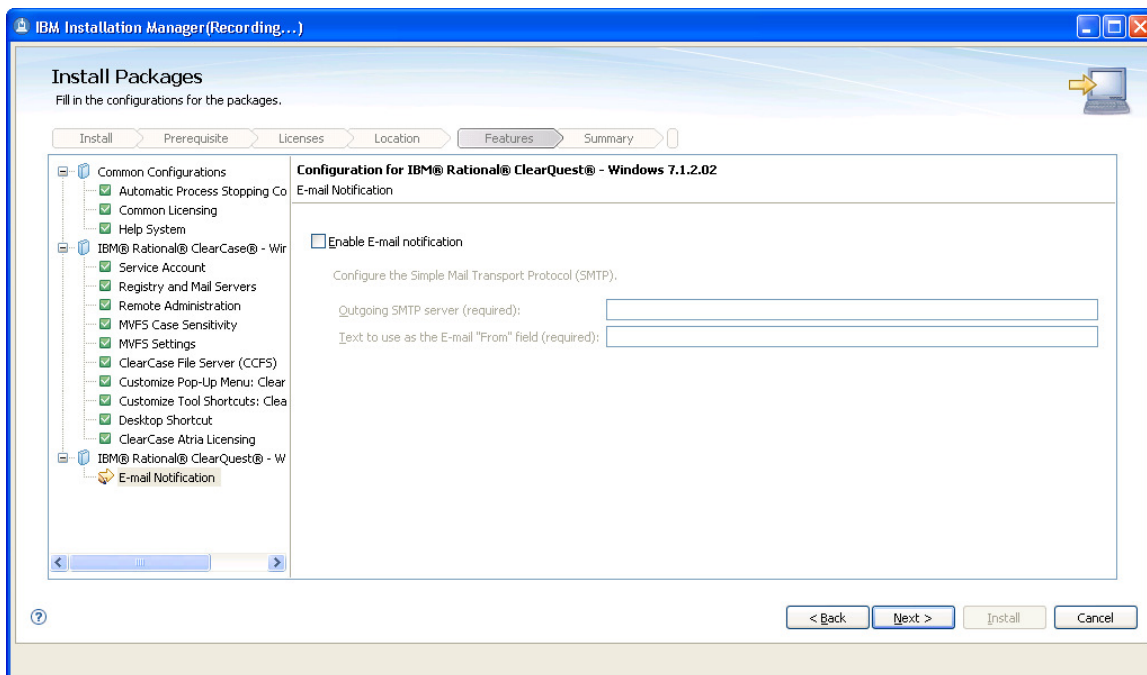 IBM Installation Manager(Recording...)
Install Packages
Fill in the configurations for the packages.
Install Prerequisite Licenses Location Features Summary
Common Configurations
Automatic Process Stopping Co
Common Licensing
Help System
IBM® Rational® ClearCase® - Wir
Service Account
Registry and Mail Servers
Remote Administration
MVFS Case Sensitivity
MVFS Settings
ClearCase File Server (CCFS)
Customize Pop-Up Menu: Clear
Customize Tool Shortcuts: Clea
Desktop Shortcut
ClearCase Atria Licensing
IBM® Rational® ClearQuest® - W
E-mail Notification
Configuration for IBM® Rational® ClearQuest® - Windows 7.1.2.02
E-mail Notification
Enable E-mail notification
Configure the Simple Mail Transport Protocol (SMTP).
Outgoing SMTP server (required):
Text to use as the E-mail "From" field (required):
< Back Next > Install Cancel